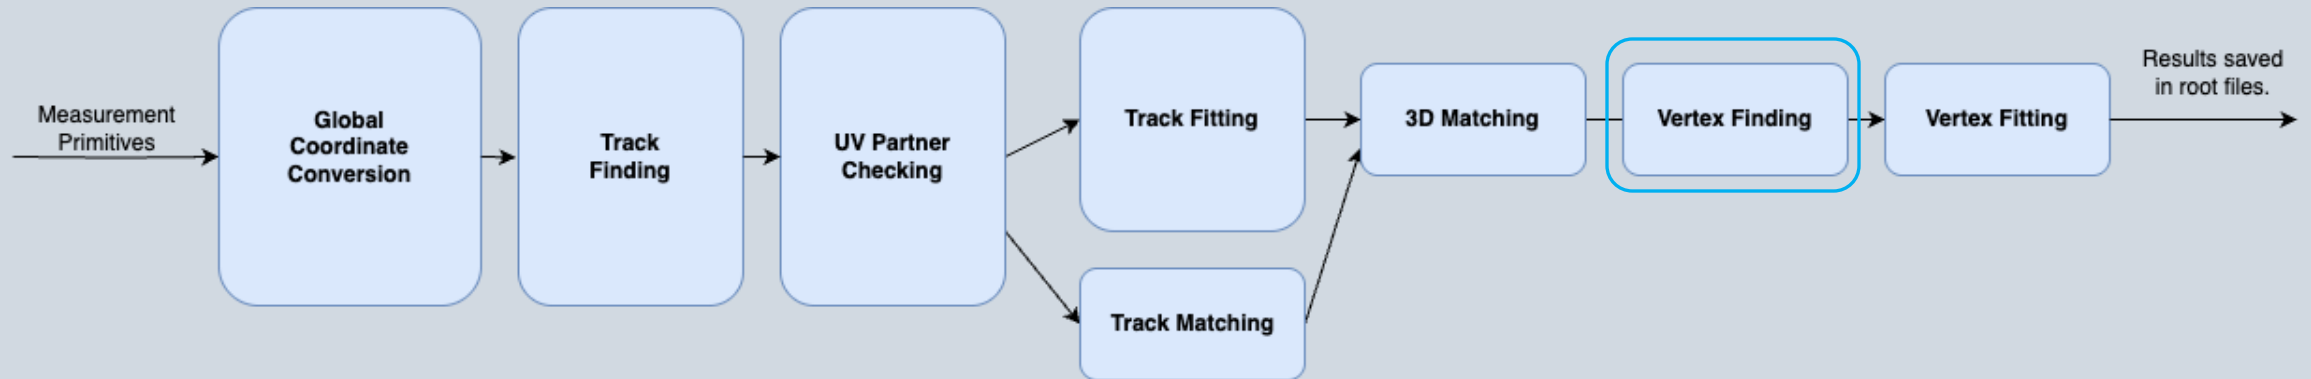 Measurement
Primitives
Global
Coordinate
Conversion
Track
Finding
UV Partner
Checking
Track Fitting
Track Matching
3D Matching
Vertex Finding
Vertex Fitting
Results saved
in root files.